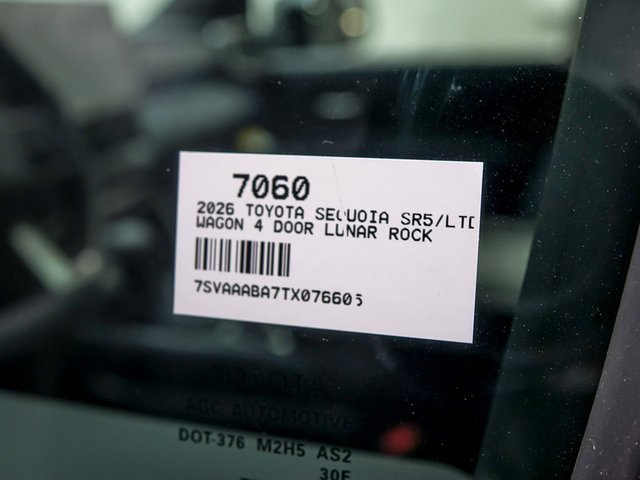 7060
2026 TOYOTA SEQUOIA SR5/LTD
WAGON 4 DOOR LUNAR ROCK
7SVAAABA7TX076605
TOYOTA
AGC AUTOMOTIVE
DOT-376 M2H5 AS2
30F